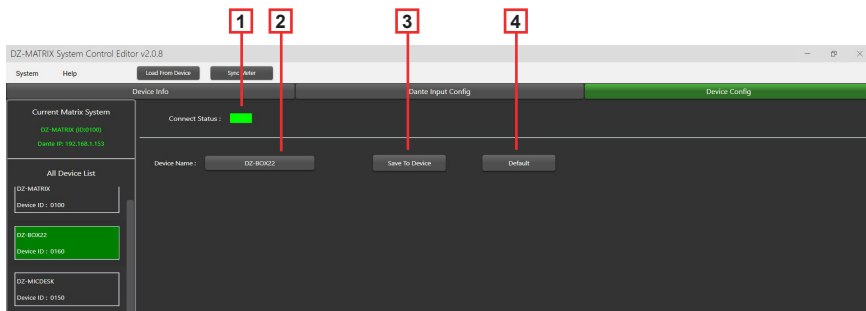 1 2 3 4
DZ-MATRIX System Control Editor v2.0.8
System Help Load From Device Sync Meter
Device Info Dante Input Config Device Config
Current Matrix System
DZ-MATRIX (ID:0100)
Dante IP: 192.168.1.153
Connect Status :
Device Name : DZ-BOX22 Save To Device Default
All Device List
DZ-MATRIX
Device ID : 0100
DZ-BOX22
Device ID : 0160
DZ-MICDESK
Device ID : 0150